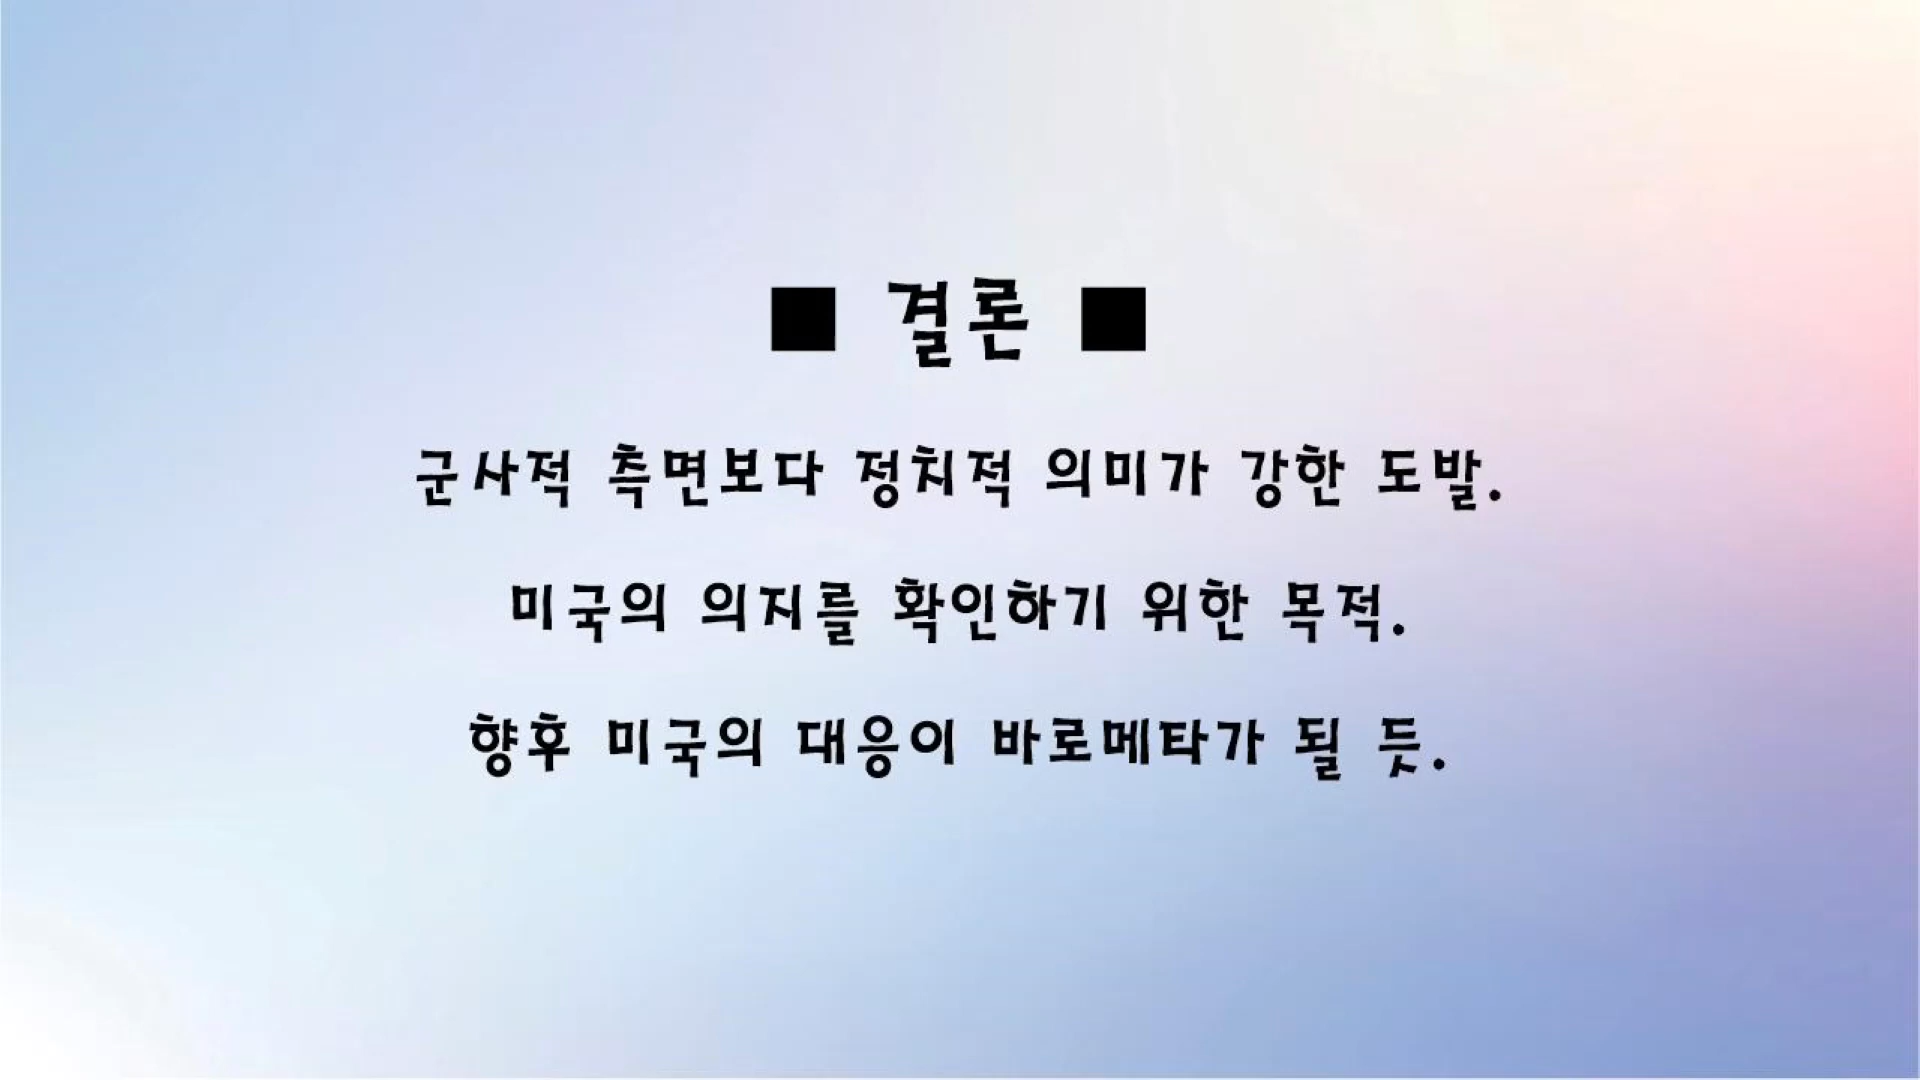 ■ 결론 ■
군사적 측면보다 정치적 의미가 강한 도발.
미국의 의지를 확인하기 위한 목적.
향후 미국의 대응이 바로메타가 될 듯.